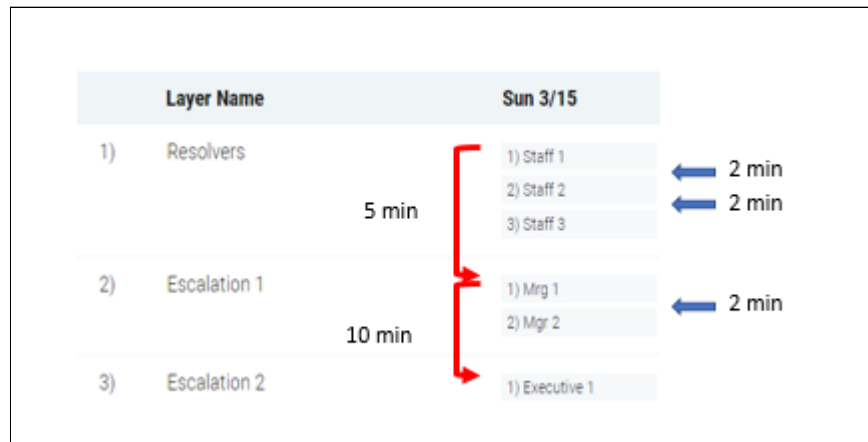 Layer Name Sun 3/15
1) Resolvers 1) Staff 1
2 min
2) Staff 2
2 min
5 min
3) Staff 3
2) Escalation 1 1) Mrg 1
2 min
2) Mgr 2
10 min
3) Escalation 2 1) Executive 1